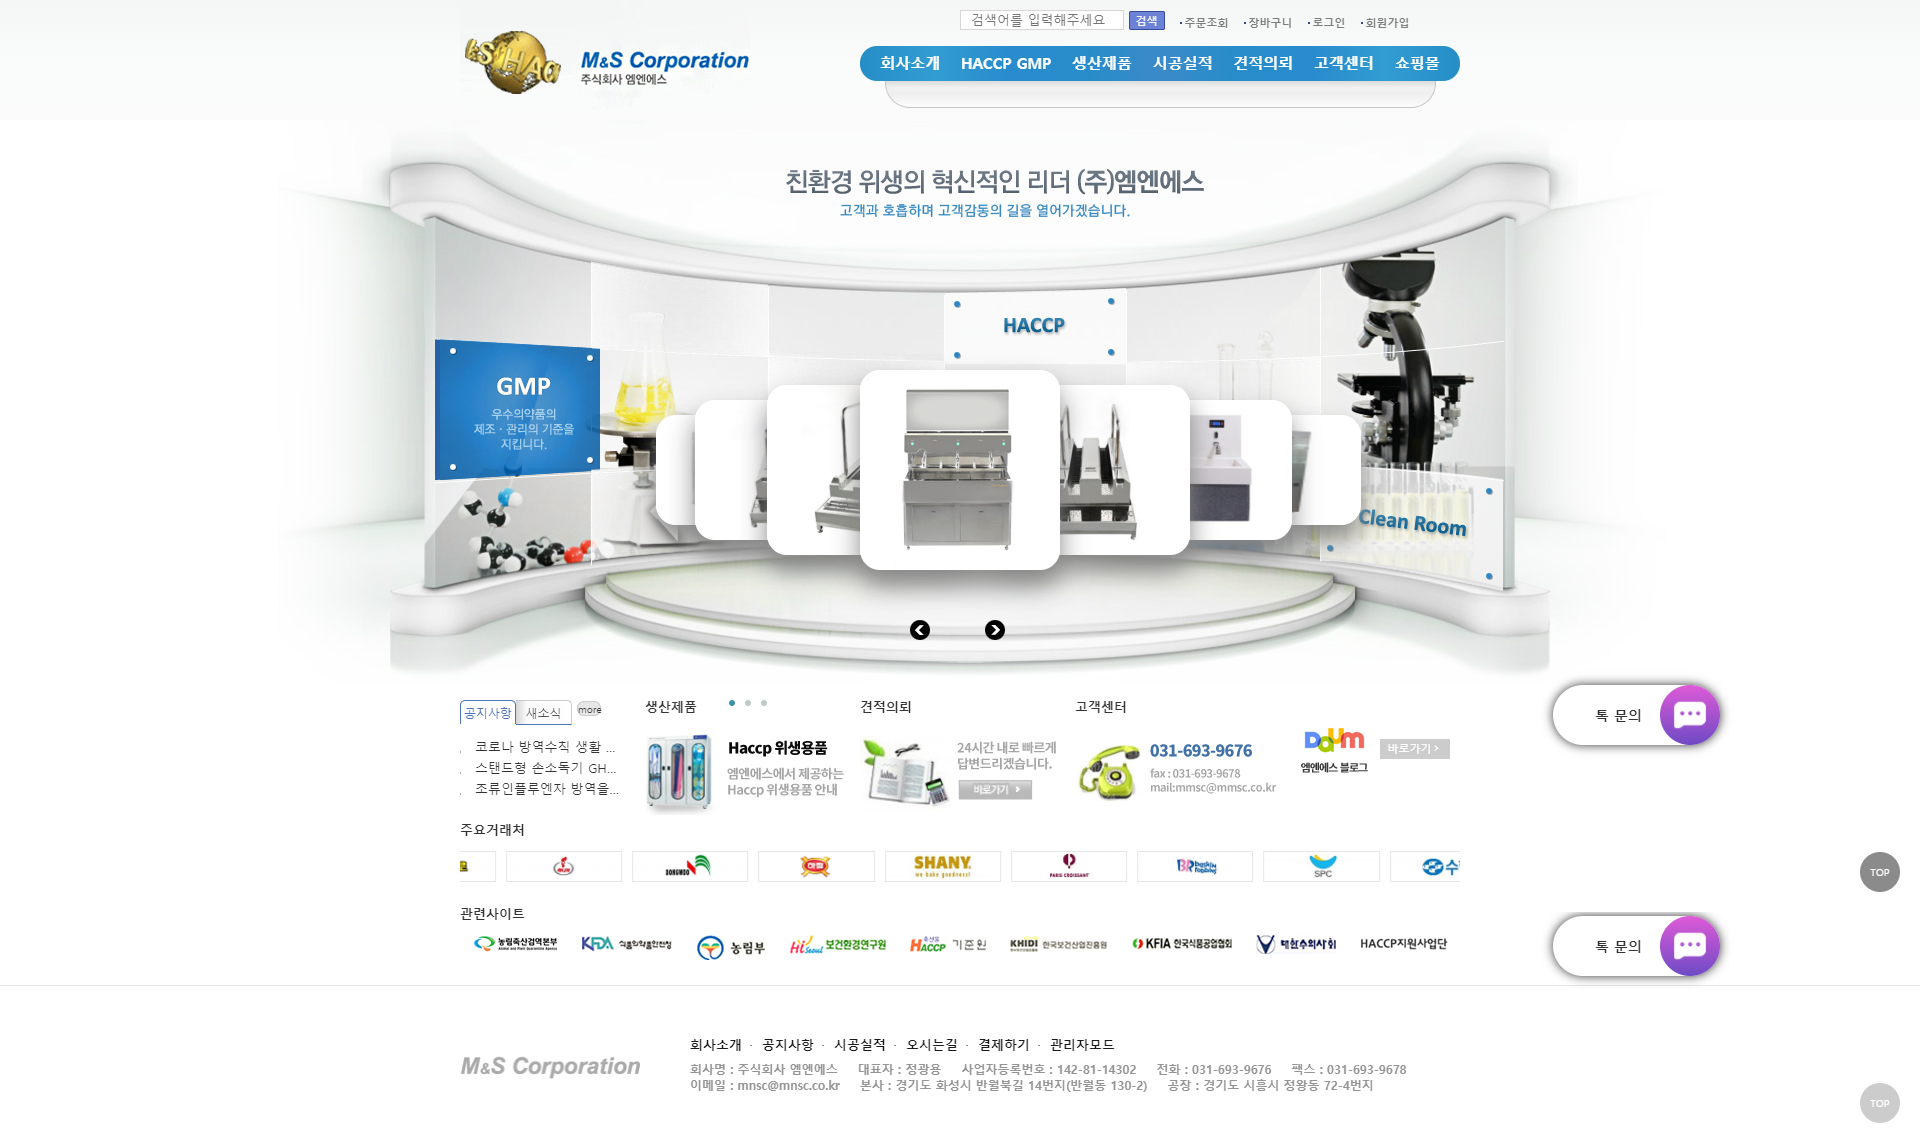 검색어를 입력해주세요
검색
주문조회
장바구니
로그인
회원가입
M&S Corporation
주식회사 엠엔에스
회사소개
HACCP GMP
생산제품
시공실적
견적의뢰
고객센터
쇼핑몰
친환경 위생의 혁신적인 리더 (주)엠엔에스
고객과 호흡하며 고객감동의 길을 열어가겠습니다.
HACCP
GMP
우수의약품의
제조 · 관리의 기준을
지킵니다.
Clean Room
공지사항
새소식
more
코로나 방역수칙 생활 ...
스탠드형 손소독기 GH...
조류인플루엔자 방역을...
생산제품
Haccp 위생용품
엠엔에스에서 제공하는
Haccp 위생용품 안내
견적의뢰
24시간 내로 빠르게
답변드리겠습니다.
바로가기
고객센터
031-693-9676
fax : 031-693-9678
mail:mmsc@mmsc.co.kr
Daum
엠엔에스 블로그
바로가기 >
톡 문의
주요거래처
DONGWOO
SHANY
we bake goodness!
PARIS CROISSANT
BR baskin robbins
SPC
수
TOP
관련사이트
농림축산검역본부
Animal and Plant Quarantine Agency
KFDA 식품의약품안전청
농림부
Hi Seoul 보건환경연구원
축산물
HACCP 기준원
KHIDI 한국보건산업진흥원
KFIA 한국식품공업협회
대한수의사회
HACCP지원사업단
톡 문의
M&S Corporation
회사소개 · 공지사항 · 시공실적 · 오시는길 · 결제하기 · 관리자모드
회사명 : 주식회사 엠엔에스 대표자 : 정광용 사업자등록번호 : 142-81-14302 전화 : 031-693-9676 팩스 : 031-693-9678
이메일 : mnsc@mnsc.co.kr 본사 : 경기도 화성시 반월북길 14번지(반월동 130-2) 공장 : 경기도 시흥시 정왕동 72-4번지
TOP